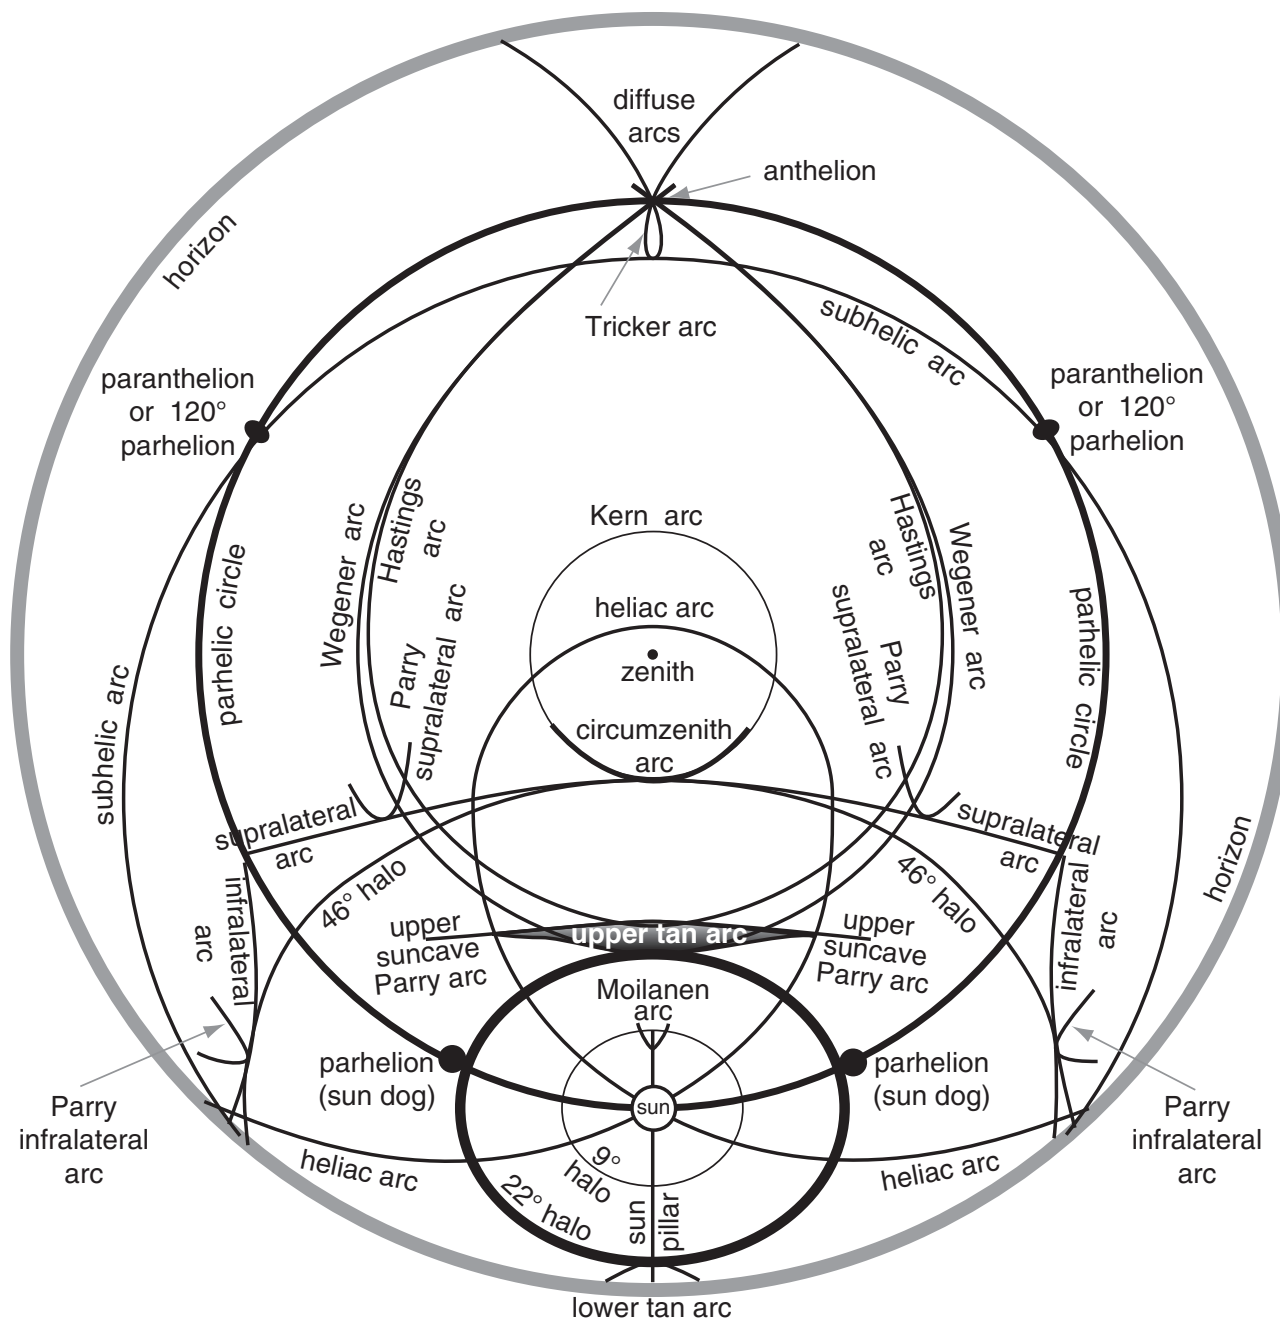 diffuse
arcs
anthelion
horizon
Tricker arc
subhelic arc
paranthelion
or 120°
parhelion
paranthelion
or 120°
parhelion
Kern arc
Wegener arc
Hastings
arc
Hastings
arc
Wegener arc
parhelic circle
heliac arc
zenith
Parry
supralateral arc
Parry
supralateral arc
parhelic circle
subhelic arc
circumzenith
arc
supralateral
arc
supralateral
arc
horizon
46° halo
46° halo
infralateral
arc
infralateral
arc
upper
suncave
Parry arc
upper tan arc
upper
suncave
Parry arc
Moilanen
arc
parhelion
(sun dog)
parhelion
(sun dog)
sun
Parry
infralateral
arc
Parry
infralateral
arc
heliac arc
heliac arc
9°
halo
22° halo
sun
pillar
lower tan arc